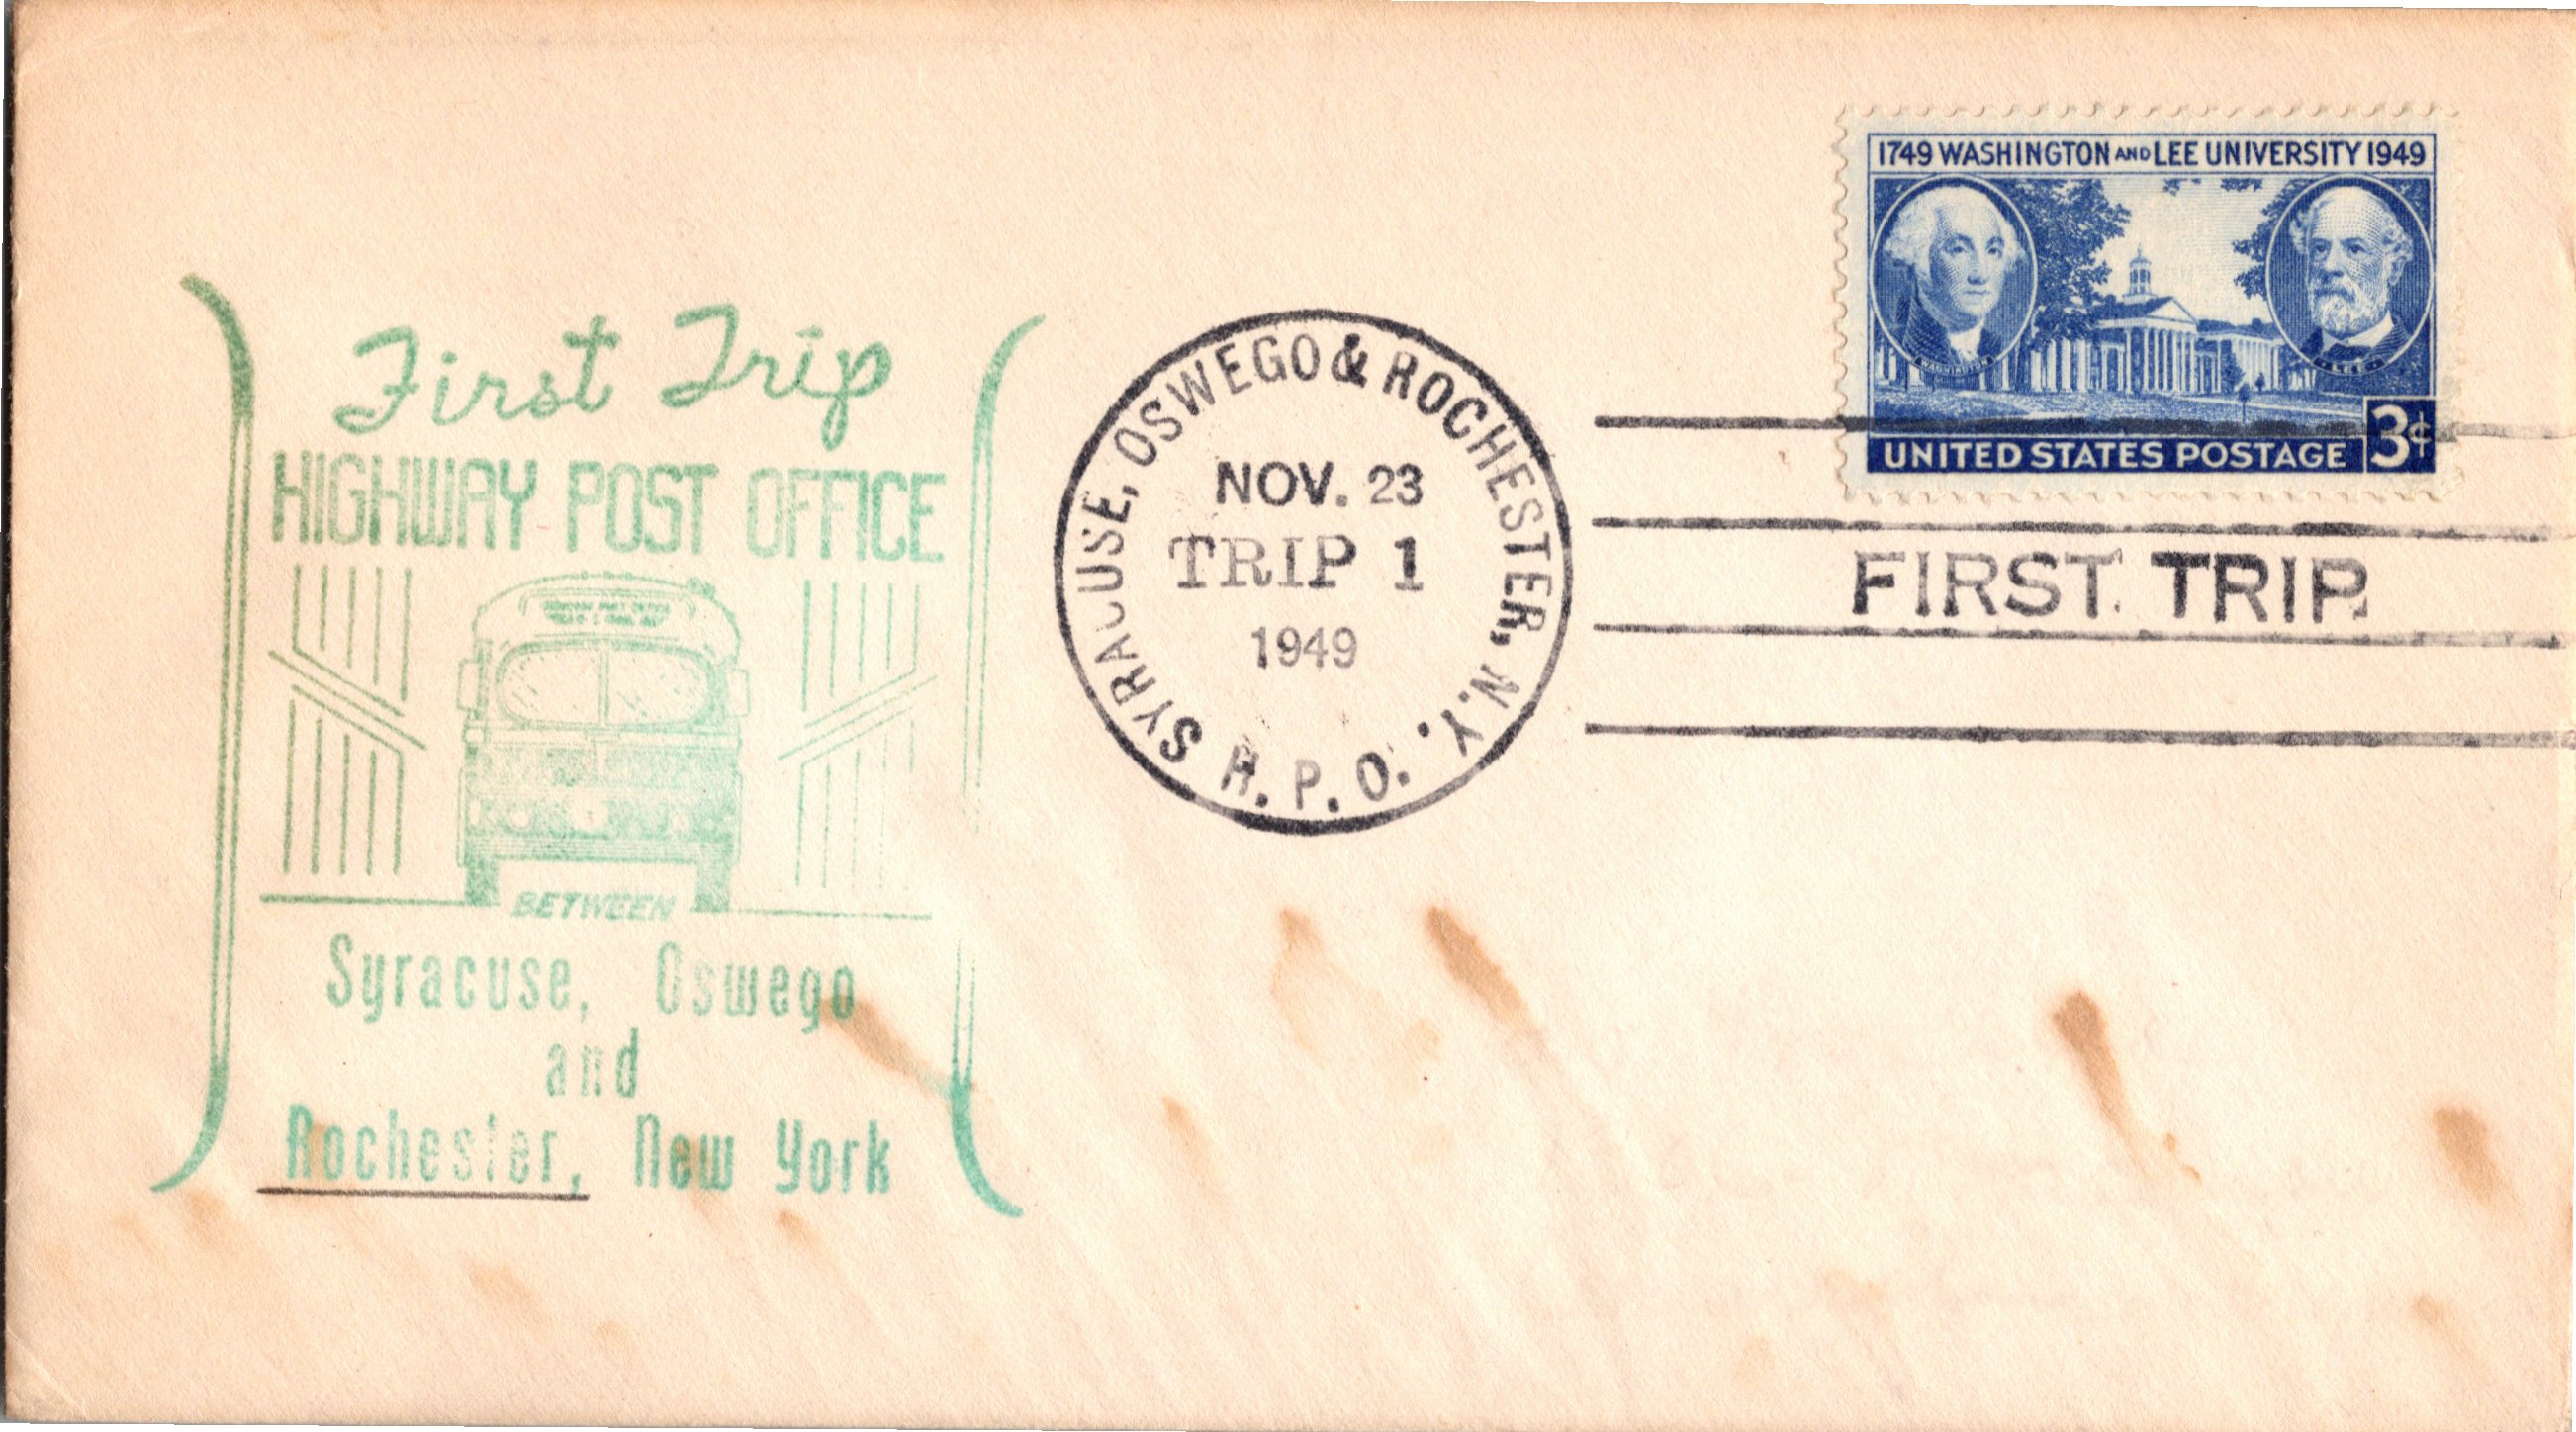 First Trip
HIGHWAY POST OFFICE
BETWEEN
Syracuse, Oswego
and
Rochester, New York
SYRACUSE, OSWEGO & ROCHESTER, N.Y.
NOV. 23
TRIP 1
1949
H. P. O.
1749 WASHINGTON AND LEE UNIVERSITY 1949
LEE
UNITED STATES POSTAGE 3¢
FIRST TRIP